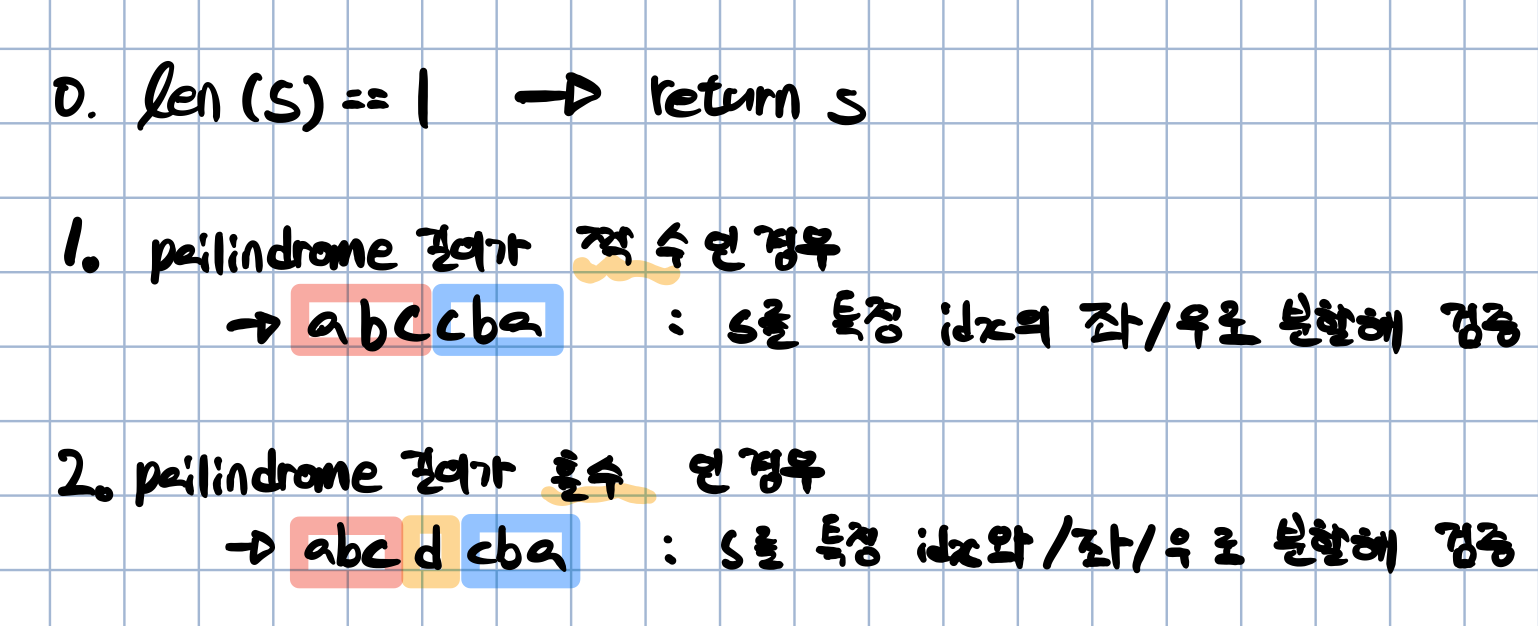 0. len (S) == 1 → return s
1. pailindrome 길이가 짝수인 경우
→ abccba : S를 특정 idx의 좌/우로 분할해 검증
2. pailindrome 길이가 홀수 인 경우
→ abc d cba : S를 특정 idx와/좌/우로 분할해 검증